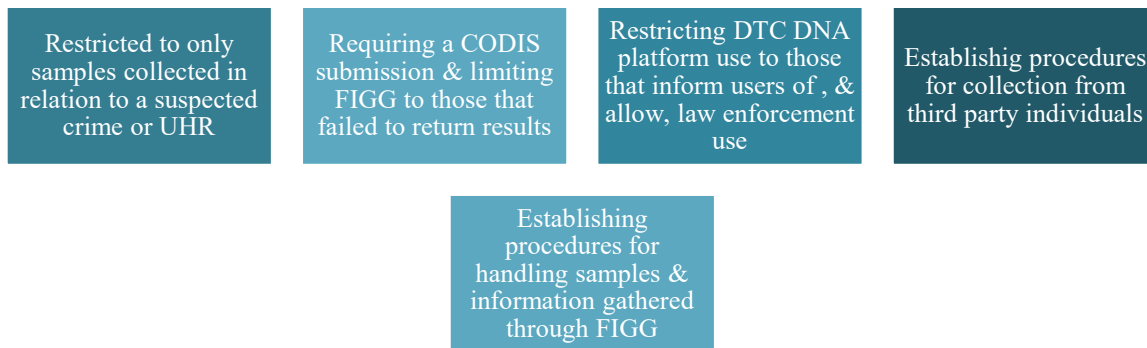 Restricted to only
samples collected in
relation to a suspected
crime or UHR
Requiring a CODIS
submission & limiting
FIGG to those that
failed to return results
Restricting DTC DNA
platform use to those
that inform users of , &
allow, law enforcement
use
Establishig procedures
for collection from
third party individuals
Establishing
procedures for
handling samples &
information gathered
through FIGG